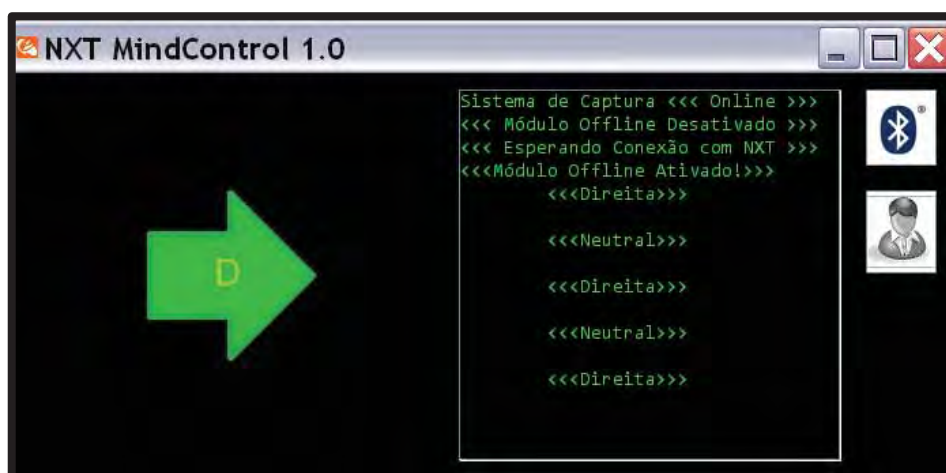 NXT MindControl 1.0
Sistema de Captura <<< Online >>>
<<< Módulo Offline Desativado >>>
<<< Esperando Conexão com NXT >>>
<<<Módulo Offline Ativado!>>>
<<<Direita>>>
<<<Neutral>>>
<<<Direita>>>
<<<Neutral>>>
<<<Direita>>>
D